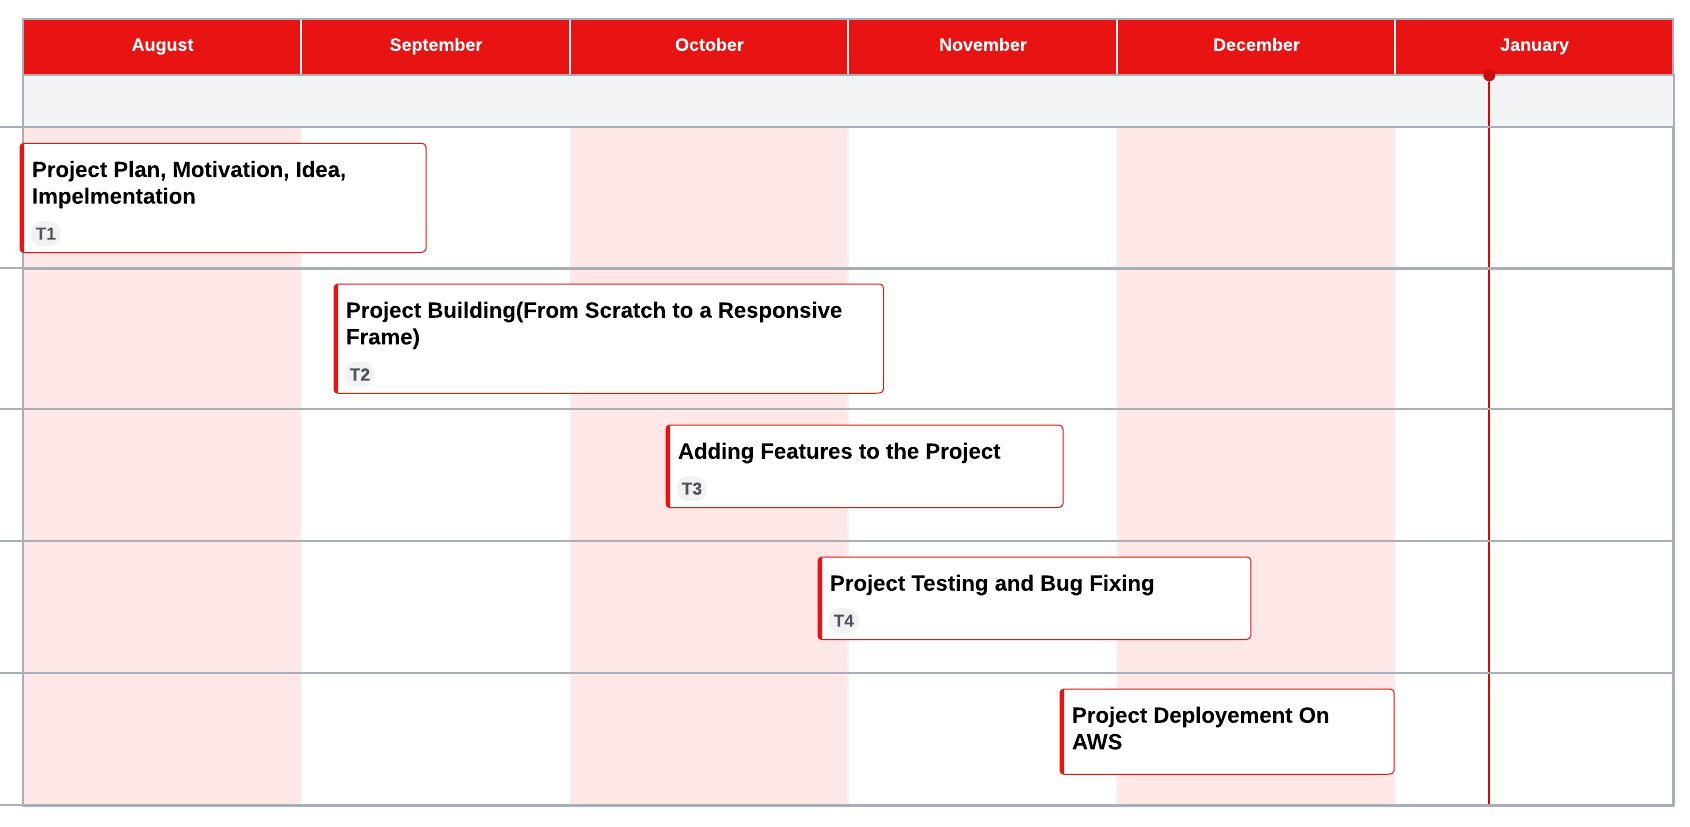 August September October November December January
Project Plan, Motivation, Idea,
Impelmentation
T1
Project Building(From Scratch to a Responsive
Frame)
T2
Adding Features to the Project
T3
Project Testing and Bug Fixing
T4
Project Deployement On
AWS